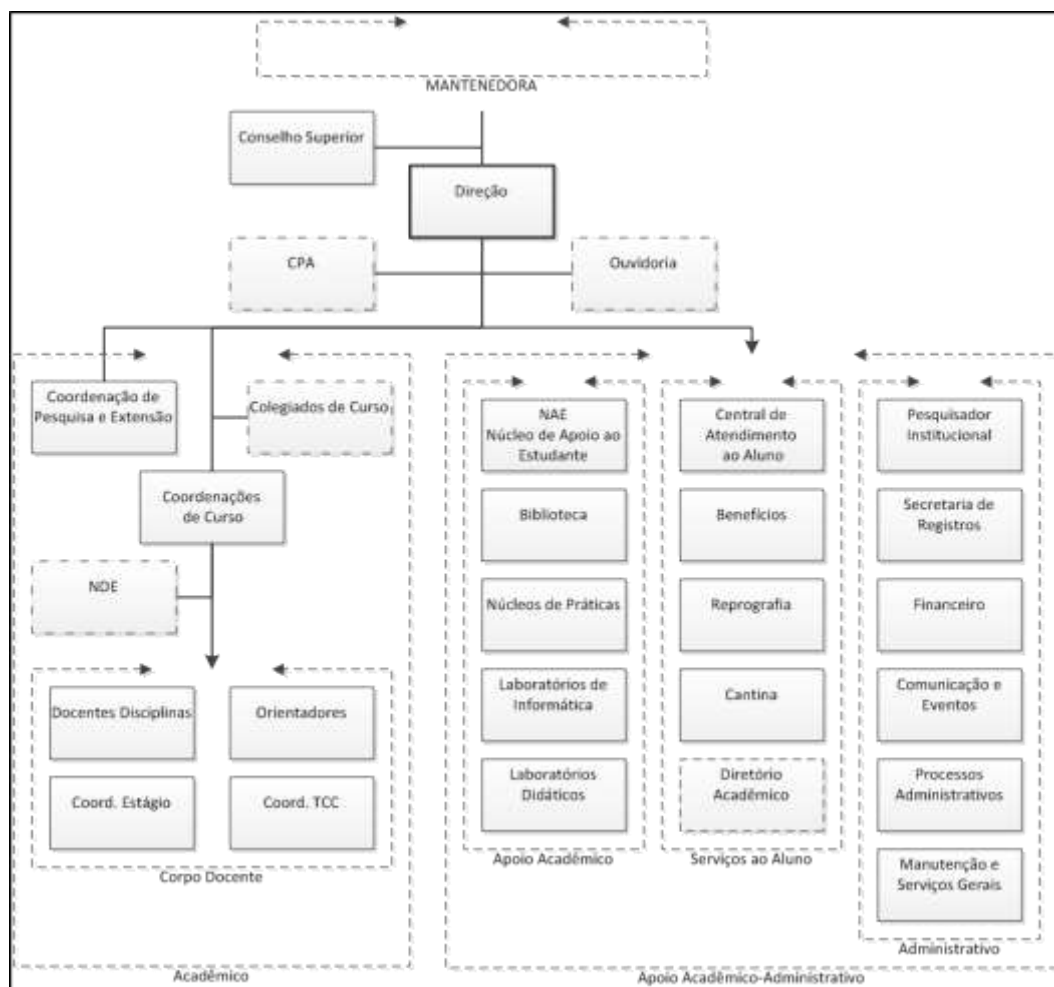 MANTENEDORA
Conselho Superior
Direção
CPA
Ouvidoria
Coordenação de
Pesquisa e Extensão
Colegiados de Curso
Coordenações
de Curso
NDE
Docentes Disciplinas
Orientadores
Coord. Estágio
Coord. TCC
Corpo Docente
Acadêmico
NAE
Núcleo de Apoio ao
Estudante
Biblioteca
Núcleos de Práticas
Laboratórios de
Informática
Laboratórios
Didáticos
Apoio Acadêmico
Central de
Atendimento
ao Aluno
Benefícios
Reprografia
Cantina
Diretório
Acadêmico
Serviços ao Aluno
Pesquisador
Institucional
Secretaria de
Registros
Financeiro
Comunicação e
Eventos
Processos
Administrativos
Manutenção e
Serviços Gerais
Administrativo
Apoio Acadêmico-Administrativo